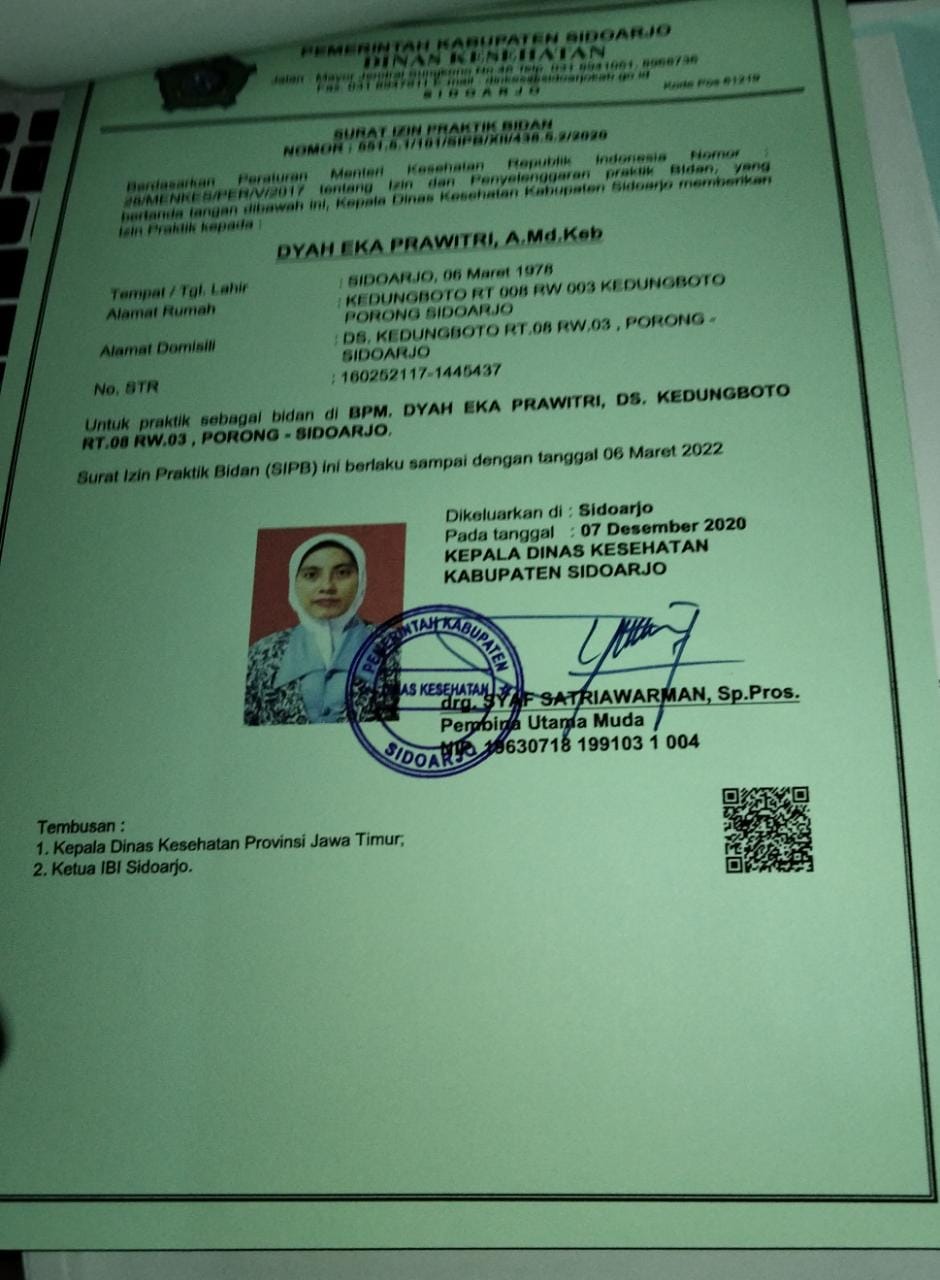 PEMERINTAH KABUPATEN SIDOARJO
DINAS KESEHATAN
Jalan : Mayor Jendral Sungkono No 46 Telp. 031 8941051, 8966736
Fax. 031 8947911 E-mail : dinkes@sidoarjokab.go.id
SIDOARJO
Kode Pos 61219
SURAT IZIN PRAKTIK BIDAN
NOMOR : 551.5.1/101/SIPB/XII/438.5.2/2020
Berdasarkan Peraturan Menteri Kesehatan Republik Indonesia Nomor :
28/MENKES/PER/V/2017 tentang Izin dan Penyelenggaran praktik Bidan, yang
bertanda tangan dibawah ini, Kepala Dinas Kesehatan Kabupaten Sidoarjo memberikan
Izin Praktik kepada :
DYAH EKA PRAWITRI, A.Md.Keb
Tempat / Tgl. Lahir : SIDOARJO, 06 Maret 1978
Alamat Rumah : KEDUNGBOTO RT 008 RW 003 KEDUNGBOTO
PORONG SIDOARJO
Alamat Domisili : DS. KEDUNGBOTO RT.08 RW.03 , PORONG -
SIDOARJO
No. STR : 160252117-1445437
Untuk praktik sebagai bidan di BPM. DYAH EKA PRAWITRI, DS. KEDUNGBOTO
RT.08 RW.03 , PORONG - SIDOARJO.
Surat Izin Praktik Bidan (SIPB) ini berlaku sampai dengan tanggal 06 Maret 2022
Dikeluarkan di : Sidoarjo
Pada tanggal : 07 Desember 2020
KEPALA DINAS KESEHATAN
KABUPATEN SIDOARJO
PEMERINTAH KABUPATEN
DINAS KESEHATAN
SIDOARJO
drg. SYAF SATRIAWARMAN, Sp.Pros.
Pembina Utama Muda
NIP. 19630718 199103 1 004
Tembusan :
1. Kepala Dinas Kesehatan Provinsi Jawa Timur;
2. Ketua IBI Sidoarjo.